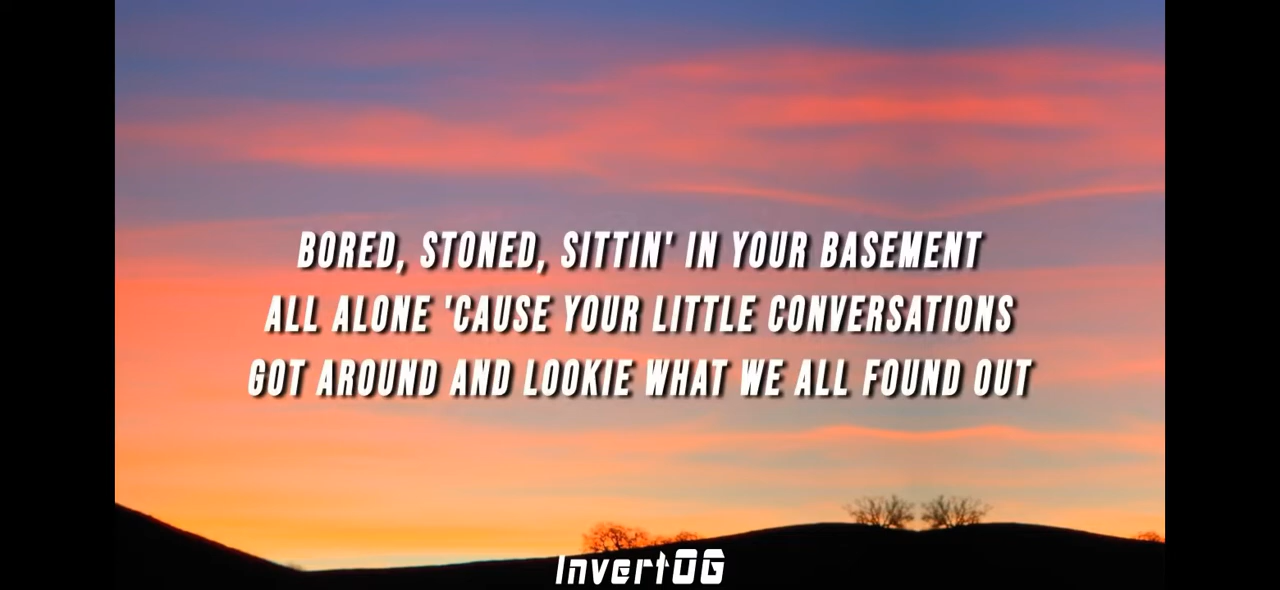 BORED, STONED, SITTIN' IN YOUR BASEMENT
ALL ALONE 'CAUSE YOUR LITTLE CONVERSATIONS
GOT AROUND AND LOOKIE WHAT WE ALL FOUND OUT
InvertOG